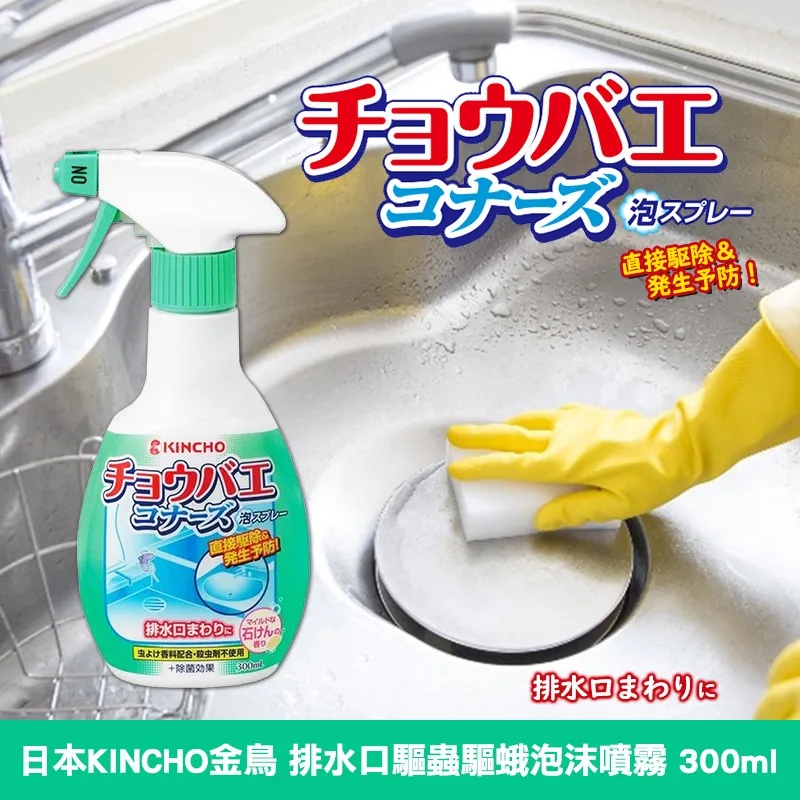 チョウバエ
コナーズ 泡スプレー
直接駆除&
発生予防!
NO
KINCHO
チョウバエ
コナーズ 泡スプレー
直接駆除&
発生予防!
排水口まわりに
マイルドな
石けんの
香り
虫よけ香料配合・殺虫剤不使用
+除菌効果
300mL
排水口まわりに
日本KINCHO金鳥 排水口驅蟲驅蛾泡沫噴霧 300ml